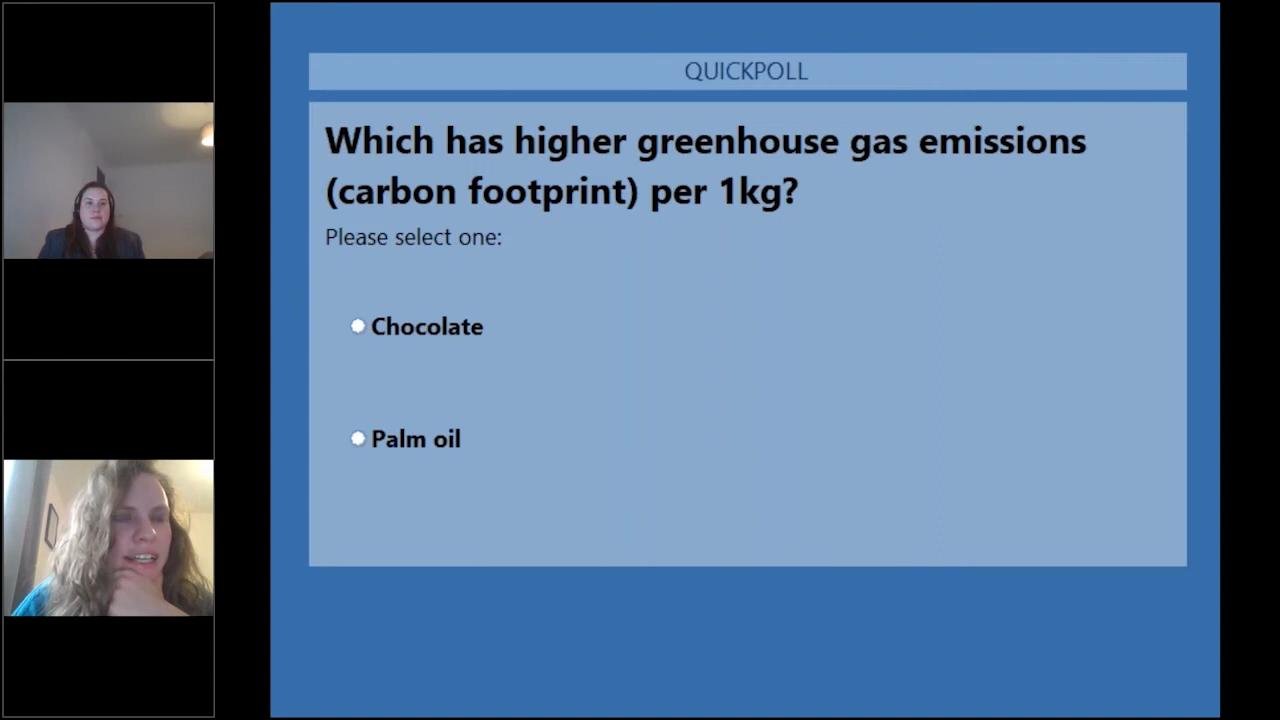 QUICKPOLL
Which has higher greenhouse gas emissions
(carbon footprint) per 1kg?
Please select one:
Chocolate
Palm oil